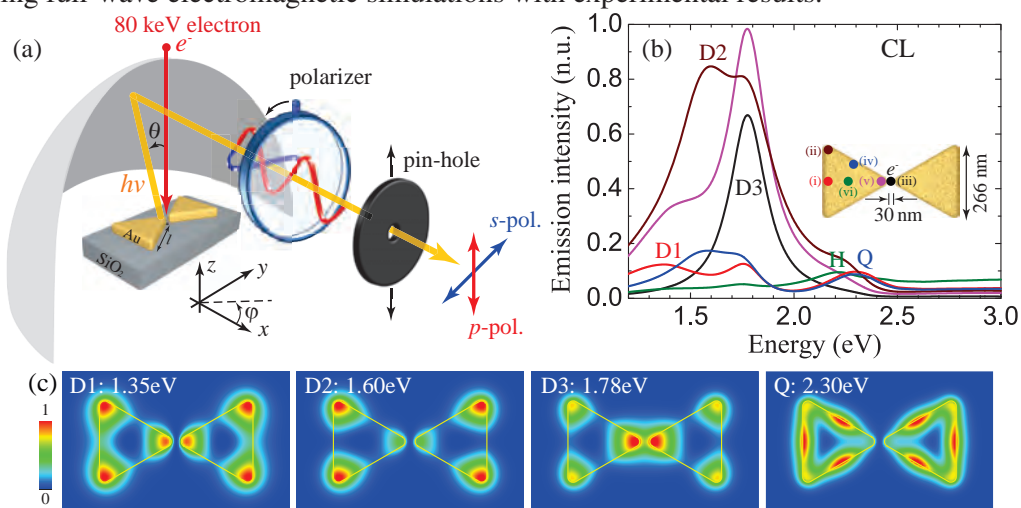 ing full-wave electromagnetic simulations with experimental results.
(a)
80 keV electron
e-
polarizer
θ
pin-hole
hν
s-pol.
Au
l
SiO2
z
y
φ
x
p-pol.
(b)
CL
Emission intensity (n.u.)
1.0
0.8
0.6
0.4
0.2
0.0
D2
D3
D1
H
Q
(ii)
(iv)
e-
(i)
(vi)
(v)
(iii)
30 nm
266 nm
1.5
2.0
2.5
3.0
Energy (eV)
(c)
1
0
D1: 1.35eV
D2: 1.60eV
D3: 1.78eV
Q: 2.30eV